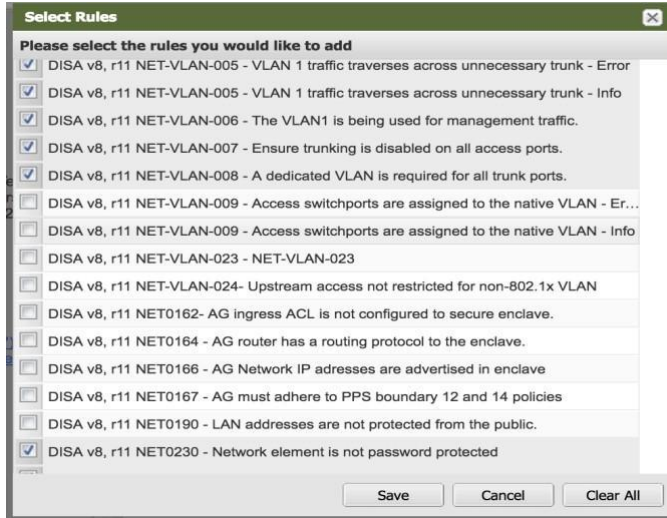 Select Rules
Please select the rules you would like to add
DISA v8, r11 NET-VLAN-005 - VLAN 1 traffic traverses across unnecessary trunk - Error
DISA v8, r11 NET-VLAN-005 - VLAN 1 traffic traverses across unnecessary trunk - Info
DISA v8, r11 NET-VLAN-006 - The VLAN1 is being used for management traffic.
DISA v8, r11 NET-VLAN-007 - Ensure trunking is disabled on all access ports.
DISA v8, r11 NET-VLAN-008 - A dedicated VLAN is required for all trunk ports.
DISA v8, r11 NET-VLAN-009 - Access switchports are assigned to the native VLAN - Er...
DISA v8, r11 NET-VLAN-009 - Access switchports are assigned to the native VLAN - Info
DISA v8, r11 NET-VLAN-023 - NET-VLAN-023
DISA v8, r11 NET-VLAN-024- Upstream access not restricted for non-802.1x VLAN
DISA v8, r11 NET0162- AG ingress ACL is not configured to secure enclave.
DISA v8, r11 NET0164 - AG router has a routing protocol to the enclave.
DISA v8, r11 NET0166 - AG Network IP adresses are advertised in enclave
DISA v8, r11 NET0167 - AG must adhere to PPS boundary 12 and 14 policies
DISA v8, r11 NET0190 - LAN addresses are not protected from the public.
DISA v8, r11 NET0230 - Network element is not password protected
Save Cancel Clear All